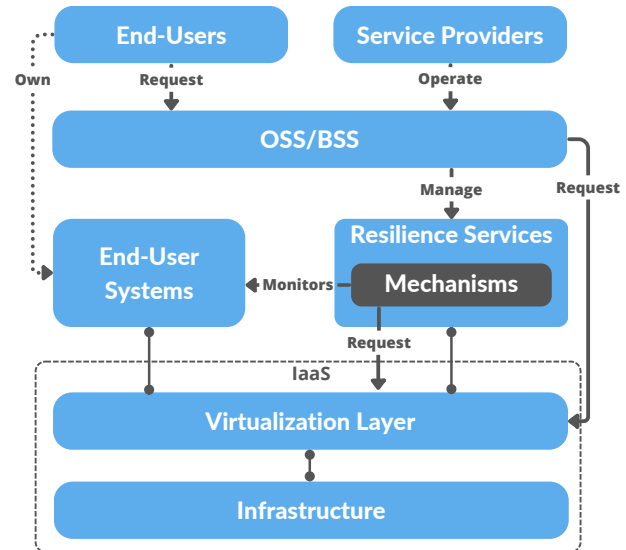 End-Users
Service Providers
Own
Request
Operate
OSS/BSS
Manage
Request
End-User
Systems
Resilience Services
Monitors
Mechanisms
Request
IaaS
Virtualization Layer
Infrastructure